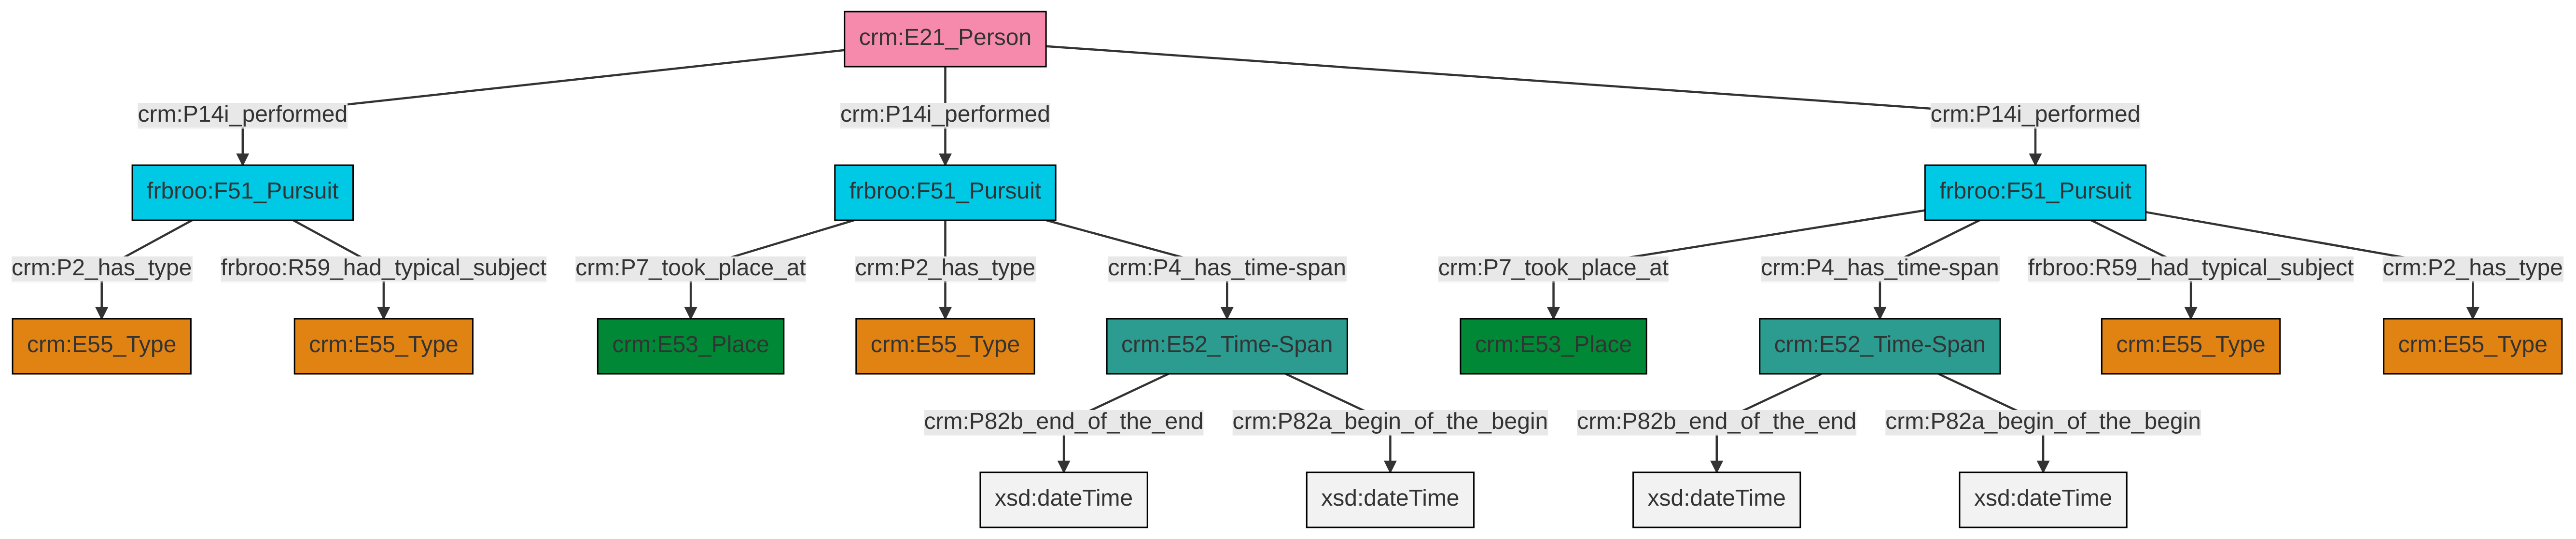 crm:E21_Person
crm:P14i_performed
crm:P14i_performed
crm:P14i_performed
frbroo:F51_Pursuit
frbroo:F51_Pursuit
frbroo:F51_Pursuit
crm:P2_has_type
frbroo:R59_had_typical_subject
crm:P7_took_place_at
crm:P2_has_type
crm:P4_has_time-span
crm:P7_took_place_at
crm:P4_has_time-span
frbroo:R59_had_typical_subject
crm:P2_has_type
crm:E55_Type
crm:E55_Type
crm:E53_Place
crm:E55_Type
crm:E52_Time-Span
crm:E53_Place
crm:E52_Time-Span
crm:E55_Type
crm:E55_Type
crm:P82b_end_of_the_end
crm:P82a_begin_of_the_begin
crm:P82b_end_of_the_end
crm:P82a_begin_of_the_begin
xsd:dateTime
xsd:dateTime
xsd:dateTime
xsd:dateTime